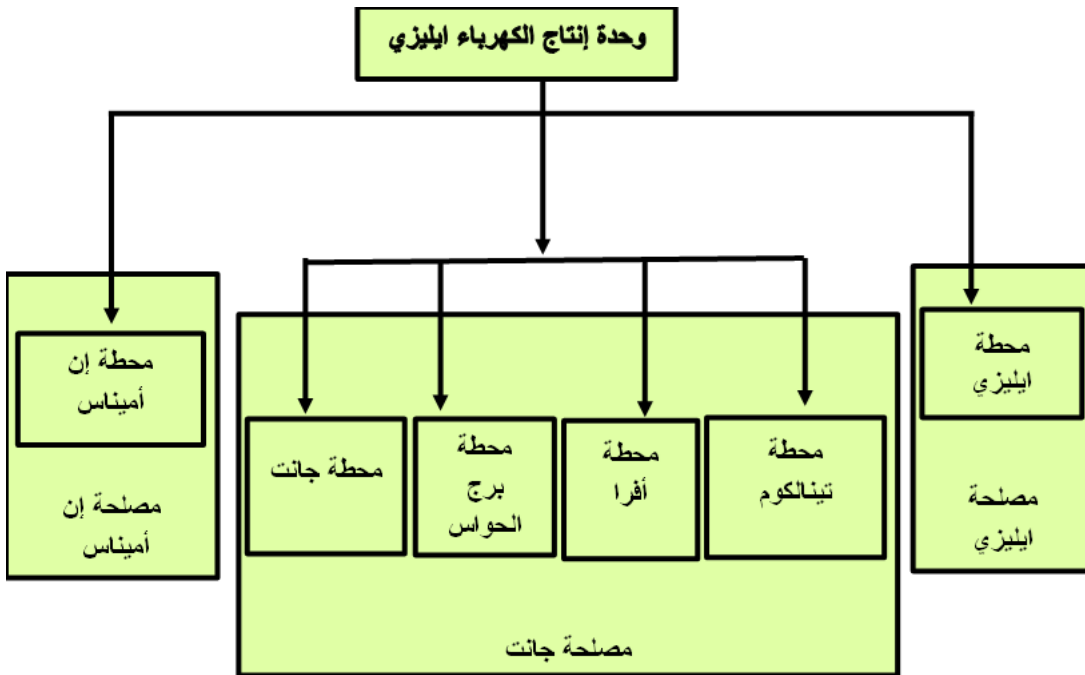 وحدة إنتاج الكهرباء ايليزي
محطة
ايليزي
مصلحة
ايليزي
محطة
تينالكوم
محطة
أفرا
محطة
برج
الحواس
محطة جانت
مصلحة جانت
محطة إن
أميناس
مصلحة إن
أميناس